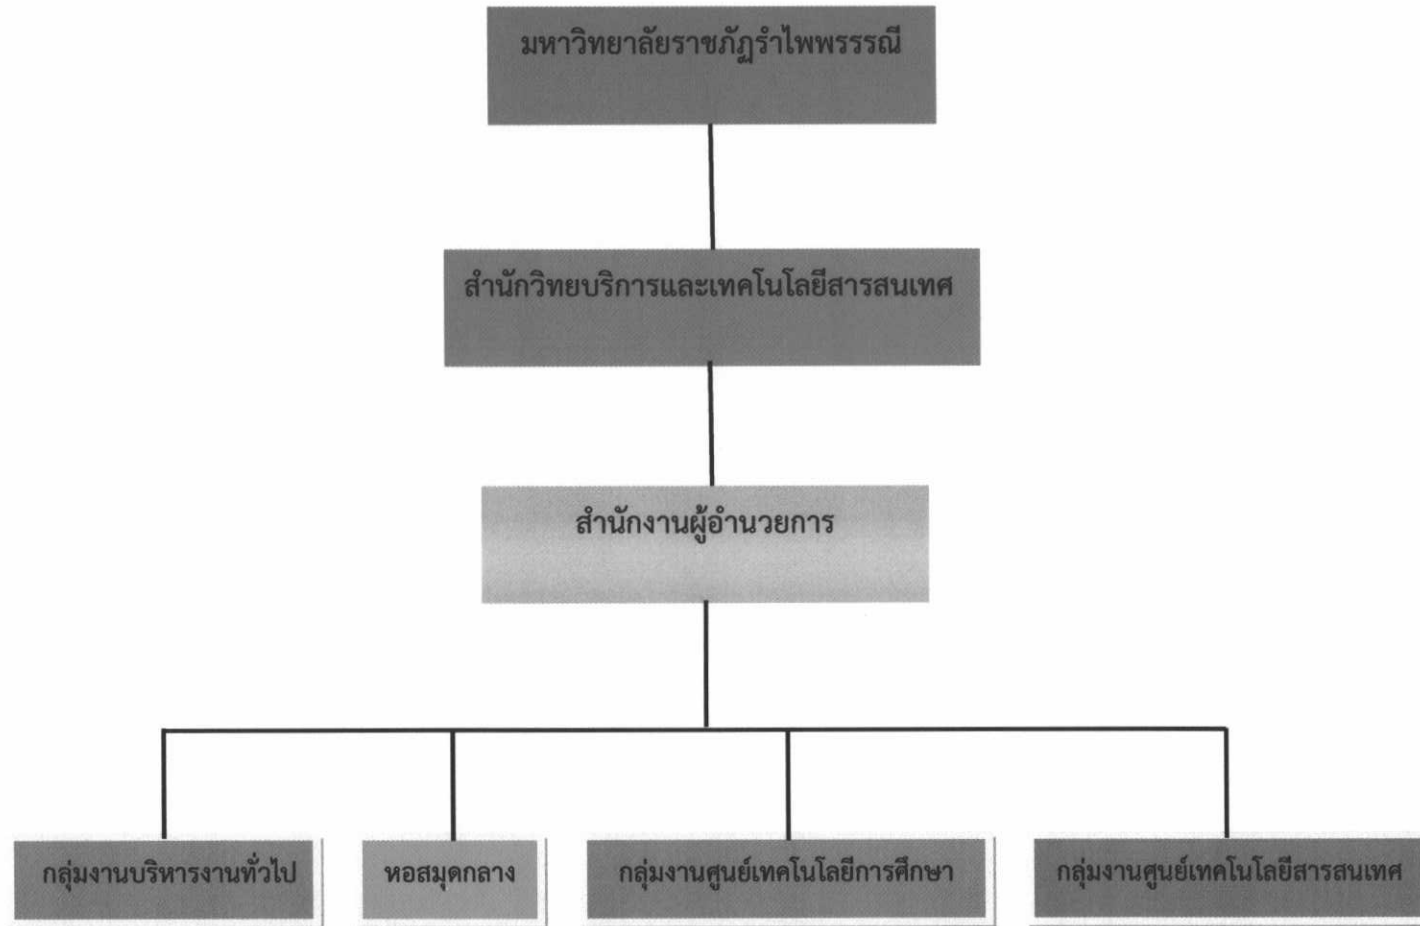 มหาวิทยาลัยราชภัฏรำไพพรรณี
สำนักวิทยบริการและเทคโนโลยีสารสนเทศ
สำนักงานผู้อำนวยการ
กลุ่มงานบริหารงานทั่วไป
หอสมุดกลาง
กลุ่มงานศูนย์เทคโนโลยีการศึกษา
กลุ่มงานศูนย์เทคโนโลยีสารสนเทศ